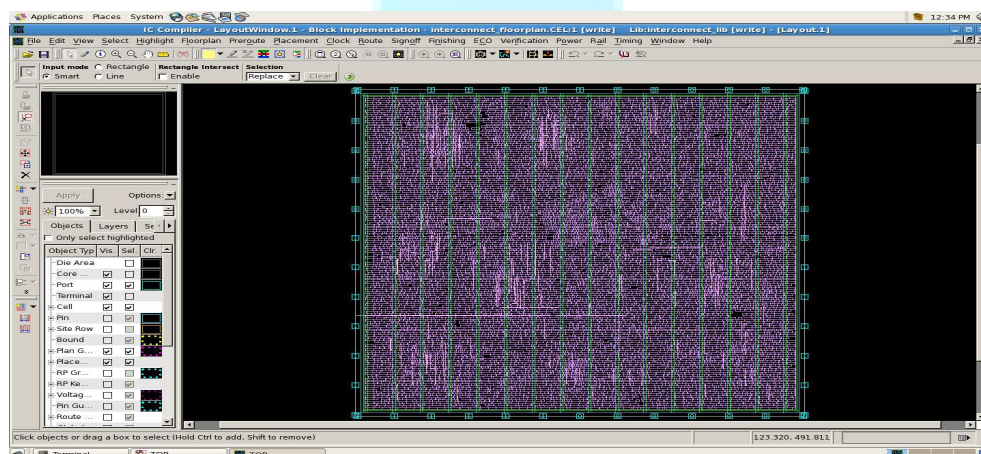 Applications Places System 12:34 PM
IC Compiler - LayoutWindow.1 - Block Implementation - Interconnect_floorplan.CEL;1 [write] Lib:interconnect_lib [write] - [Layout.1]
File Edit View Select Highlight Floorplan Preroute Placement Clock Route Signoff Finishing ECO Verification Power Rail Timing Window Help
Input mode Rectangle Rectangle Intersect Selection
Smart Line Enable Replace Clear
Apply Options:
100% Level 0
Objects Layers Se
Only select highlighted
Object Typ Vis. Sel. Clr.
Die Area
Core ...
Port
Terminal
Cell
Pin
Site Row
Bound
Plan G...
Place...
RP Gr...
RP Ke...
Voltag...
Pin Gu...
Route ...
Click objects or drag a box to select (Hold Ctrl to add, Shift to remove) 123.320, 491.811
Terminal TOP TOP